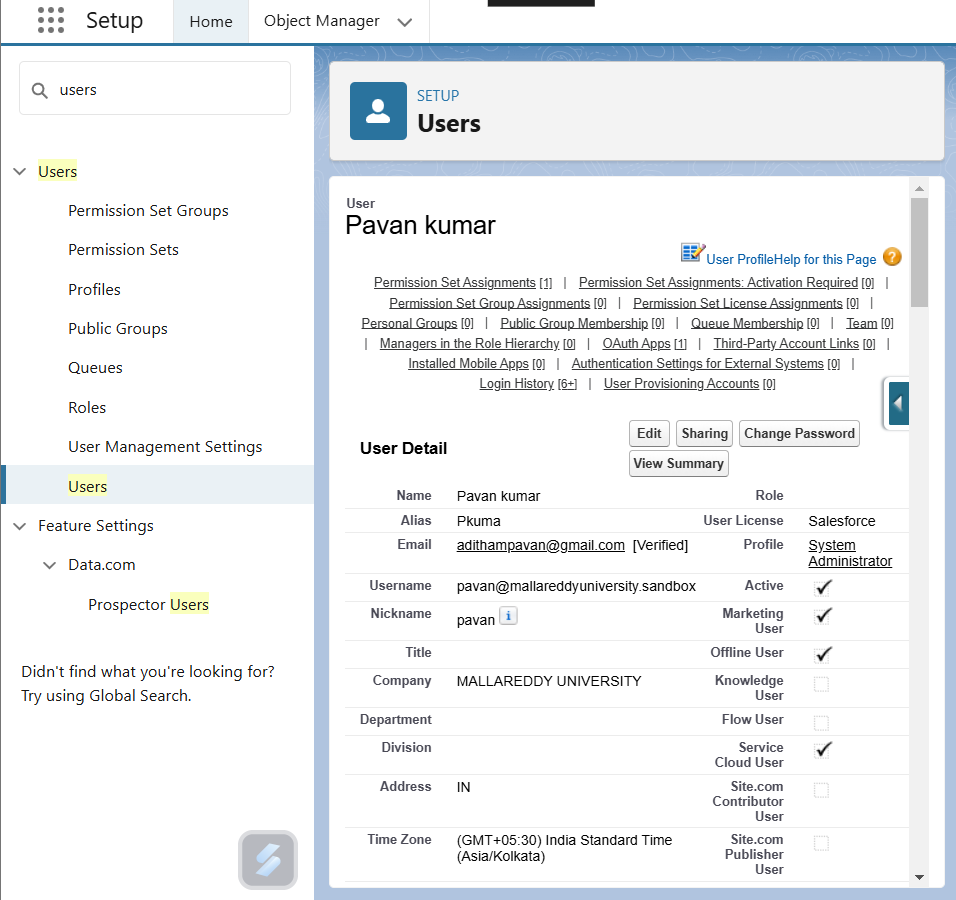 Setup Home Object Manager
users
Users
Permission Set Groups
Permission Sets
Profiles
Public Groups
Queues
Roles
User Management Settings
Users
Feature Settings
Data.com
Prospector Users
Didn't find what you're looking for?
Try using Global Search.
SETUP
Users
User
Pavan kumar
User Profile Help for this Page ?
Permission Set Assignments [1] | Permission Set Assignments: Activation Required [0] |
Permission Set Group Assignments [0] | Permission Set License Assignments [0] |
Personal Groups [0] | Public Group Membership [0] | Queue Membership [0] | Team [0]
| Managers in the Role Hierarchy [0] | OAuth Apps [1] | Third-Party Account Links [0] |
Installed Mobile Apps [0] | Authentication Settings for External Systems [0] |
Login History [6+] | User Provisioning Accounts [0]
User Detail
Edit Sharing Change Password
View Summary
Name Pavan kumar Role
Alias Pkuma User License Salesforce
Email adithampavan@gmail.com [Verified] Profile System
Administrator
Username pavan@mallareddyuniversity.sandbox Active
Nickname pavan i Marketing
User
Title Offline User
Company MALLAREDDY UNIVERSITY Knowledge
User
Department Flow User
Division Service
Cloud User
Address IN Site.com
Contributor
User
Time Zone (GMT+05:30) India Standard Time
(Asia/Kolkata) Site.com
Publisher
User